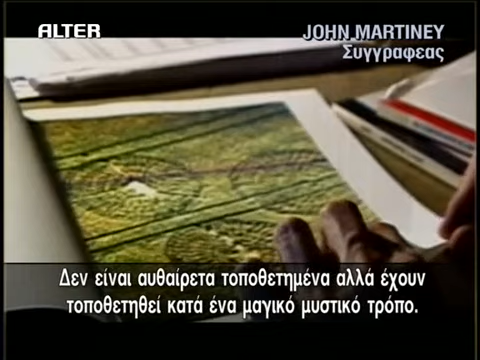 ALTER
JOHN MARTINEY
Συγγραφεας
Δεν είναι αυθαίρετα τοποθετημένα αλλά έχουν
τοποθετηθεί κατά ένα μαγικό μυστικό τρόπο.